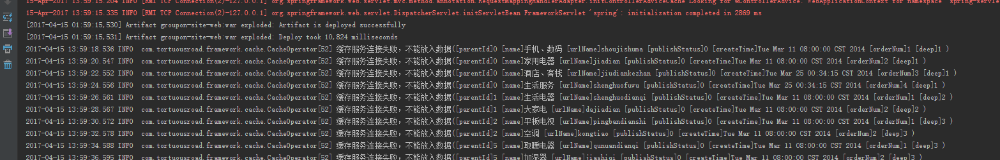 15-Apr-2017 13:59:15.204 INFO [RMI TCP Connection(2)-127.0.0.1] org.springframework.web.servlet.mvc.method.annotation.RequestMappingHandlerAdapter.initControllerAdviceCache Looking for @ControllerAdvice: WebApplicationContext for namespace 'spring-servle
15-Apr-2017 13:59:15.335 INFO [RMI TCP Connection(2)-127.0.0.1] org.springframework.web.servlet.DispatcherServlet.initServletBean FrameworkServlet 'spring': initialization completed in 2869 ms
[2017-04-15 01:59:15,530] Artifact groupon-site-web:war exploded: Artifact is deployed successfully
[2017-04-15 01:59:15,531] Artifact groupon-site-web:war exploded: Deploy took 10,824 milliseconds
2017-04-15 13:59:18.536 INFO  com.tortuousroad.framework.cache.CacheOperator[52] 缓存服务连接失败，不能放入数据([parentId]0 [name]手机、数码 [urlName]shoujishuma [publishStatus]0 [createTime]Tue Mar 11 08:00:00 CST 2014 [orderNum]1 [deep]1 )
2017-04-15 13:59:20.547 INFO  com.tortuousroad.framework.cache.CacheOperator[52] 缓存服务连接失败，不能放入数据([parentId]0 [name]家用电器 [urlName]jiadian [publishStatus]0 [createTime]Tue Mar 11 08:00:00 CST 2014 [orderNum]2 [deep]1 )
2017-04-15 13:59:22.552 INFO  com.tortuousroad.framework.cache.CacheOperator[52] 缓存服务连接失败，不能放入数据([parentId]0 [name]酒店、客栈 [urlName]jiudiankezhan [publishStatus]0 [createTime]Tue Mar 25 00:34:15 CST 2014 [orderNum]3 [deep]1 )
2017-04-15 13:59:24.556 INFO  com.tortuousroad.framework.cache.CacheOperator[52] 缓存服务连接失败，不能放入数据([parentId]0 [name]生活服务 [urlName]shenghuofuwu [publishStatus]0 [createTime]Tue Mar 25 00:34:15 CST 2014 [orderNum]4 [deep]1 )
2017-04-15 13:59:26.561 INFO  com.tortuousroad.framework.cache.CacheOperator[52] 缓存服务连接失败，不能放入数据([parentId]1 [name]生活电器 [urlName]shenghuodianqi [publishStatus]0 [createTime]Tue Mar 11 08:00:00 CST 2014 [orderNum]1 [deep]2 )
2017-04-15 13:59:28.567 INFO  com.tortuousroad.framework.cache.CacheOperator[52] 缓存服务连接失败，不能放入数据([parentId]1 [name]大家电 [urlName]dajiadian [publishStatus]0 [createTime]Tue Mar 11 08:00:00 CST 2014 [orderNum]2 [deep]2 )
2017-04-15 13:59:30.572 INFO  com.tortuousroad.framework.cache.CacheOperator[52] 缓存服务连接失败，不能放入数据([parentId]2 [name]平板电视 [urlName]pingbandianshi [publishStatus]0 [createTime]Tue Mar 11 08:00:00 CST 2014 [orderNum]1 [deep]3 )
2017-04-15 13:59:32.578 INFO  com.tortuousroad.framework.cache.CacheOperator[52] 缓存服务连接失败，不能放入数据([parentId]2 [name]空调 [urlName]kongtiao [publishStatus]0 [createTime]Tue Mar 11 08:00:00 CST 2014 [orderNum]2 [deep]3 )
2017-04-15 13:59:34.588 INFO  com.tortuousroad.framework.cache.CacheOperator[52] 缓存服务连接失败，不能放入数据([parentId]5 [name]取暖电器 [urlName]qunuandianqi [publishStatus]0 [createTime]Tue Mar 11 08:00:00 CST 2014 [orderNum]1 [deep]3 )
2017-04-15 13:59:36.595 INFO  com.tortuousroad.framework.cache.CacheOperator[52] 缓存服务连接失败，不能放入数据([parentId]5 [name]加湿器 [urlName]jiashiqi [publishStatus]0 [createTime]Tue Mar 11 08:00:00 CST 2014 [orderNum]2 [deep]3 )